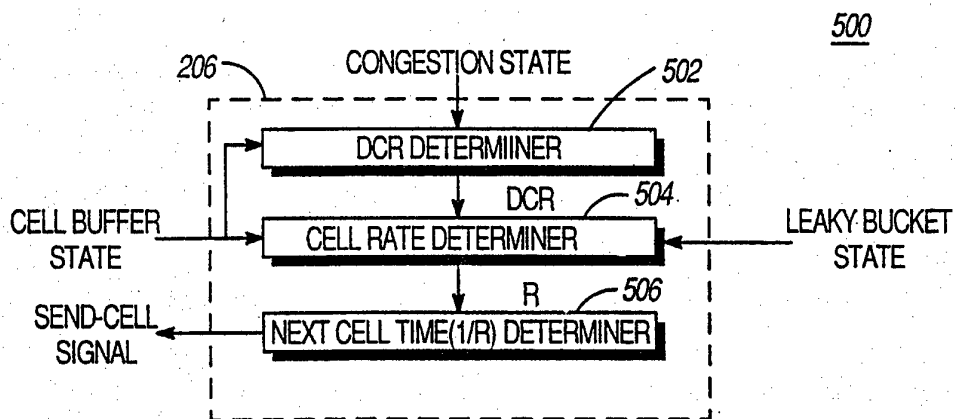 500
206
CONGESTION STATE
502
DCR DETERMIINER
DCR
504
CELL BUFFER
STATE
CELL RATE DETERMINER
LEAKY BUCKET
STATE
R
506
SEND-CELL
SIGNAL
NEXT CELL TIME(1/R) DETERMINER